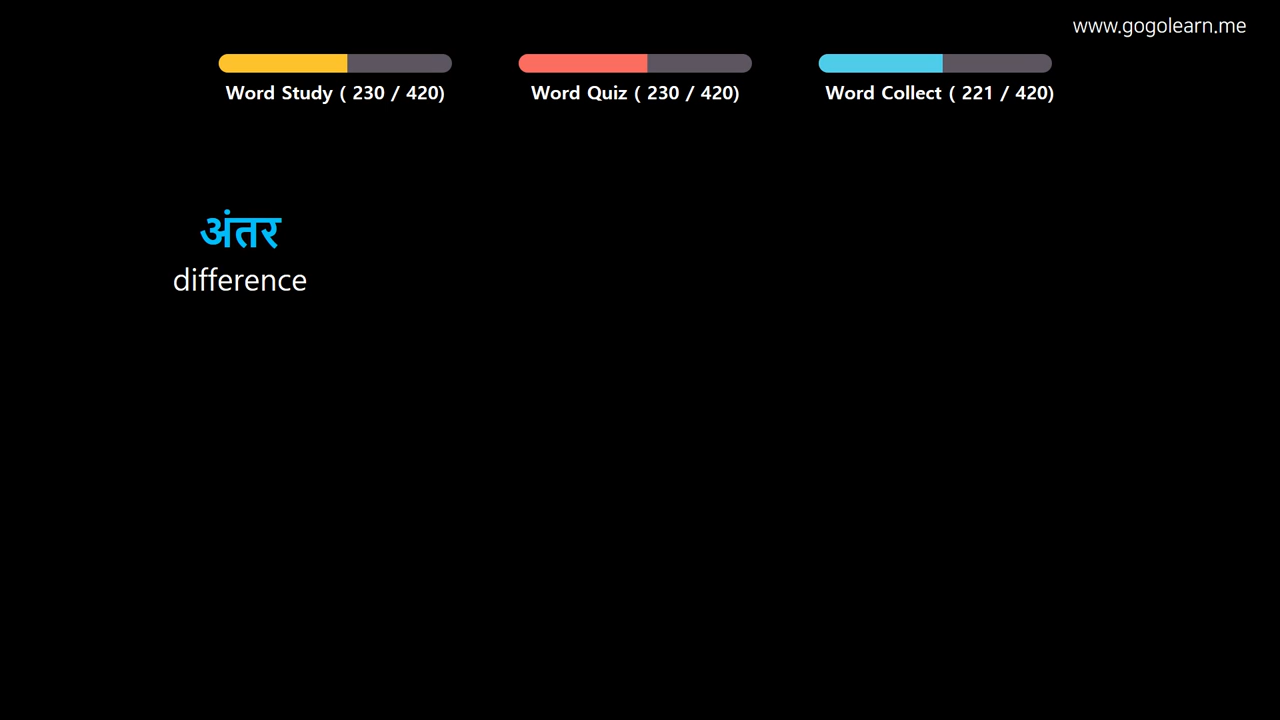 www.gogolearn.me
Word Study ( 230 / 420)
Word Quiz ( 230 / 420)
Word Collect ( 221 / 420)
अंतर
difference